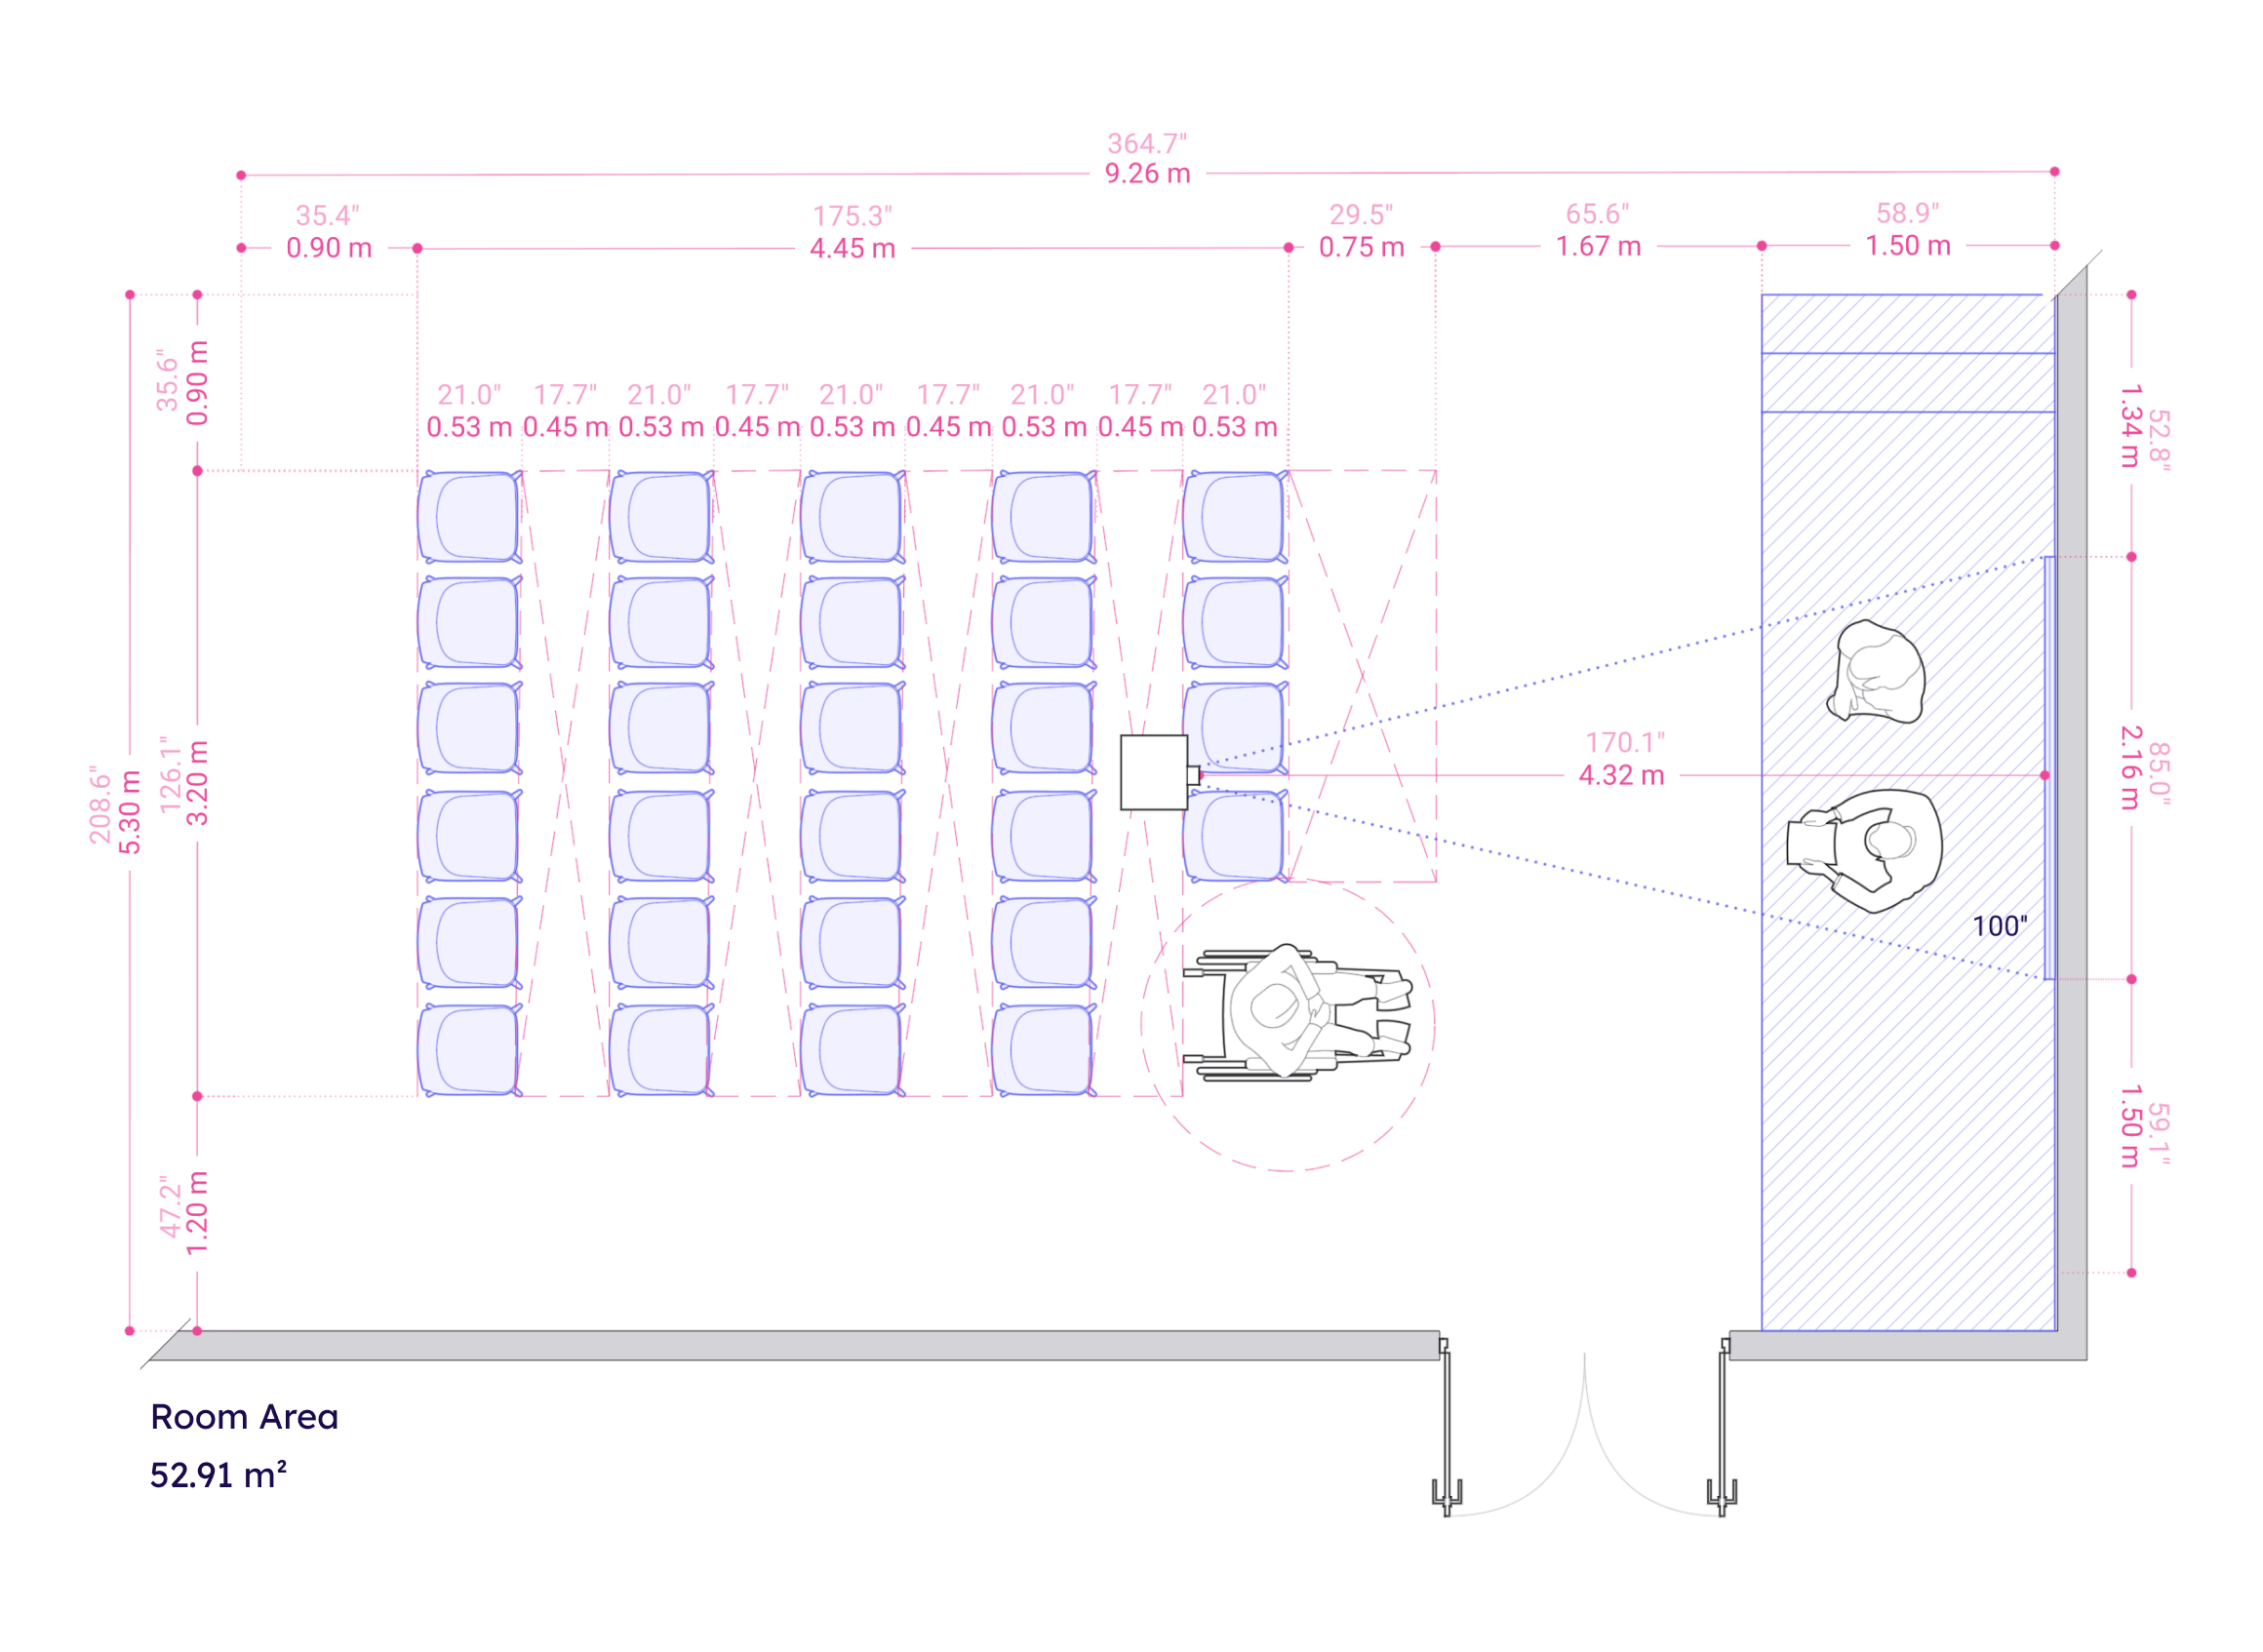 364.7"
9.26 m
35.4"
0.90 m
175.3"
4.45 m
29.5"
0.75 m
65.6"
1.67 m
58.9"
1.50 m
21.0" 17.7" 21.0" 17.7" 21.0" 17.7" 21.0" 17.7" 21.0"
0.53 m 0.45 m 0.53 m 0.45 m 0.53 m 0.45 m 0.53 m 0.45 m 0.53 m
208.6"
5.30 m
35.6"
0.90 m
126.1"
3.20 m
47.2"
1.20 m
170.1"
4.32 m
100"
52.8"
1.34 m
85.0"
2.16 m
59.1"
1.50 m
Room Area
52.91 m²